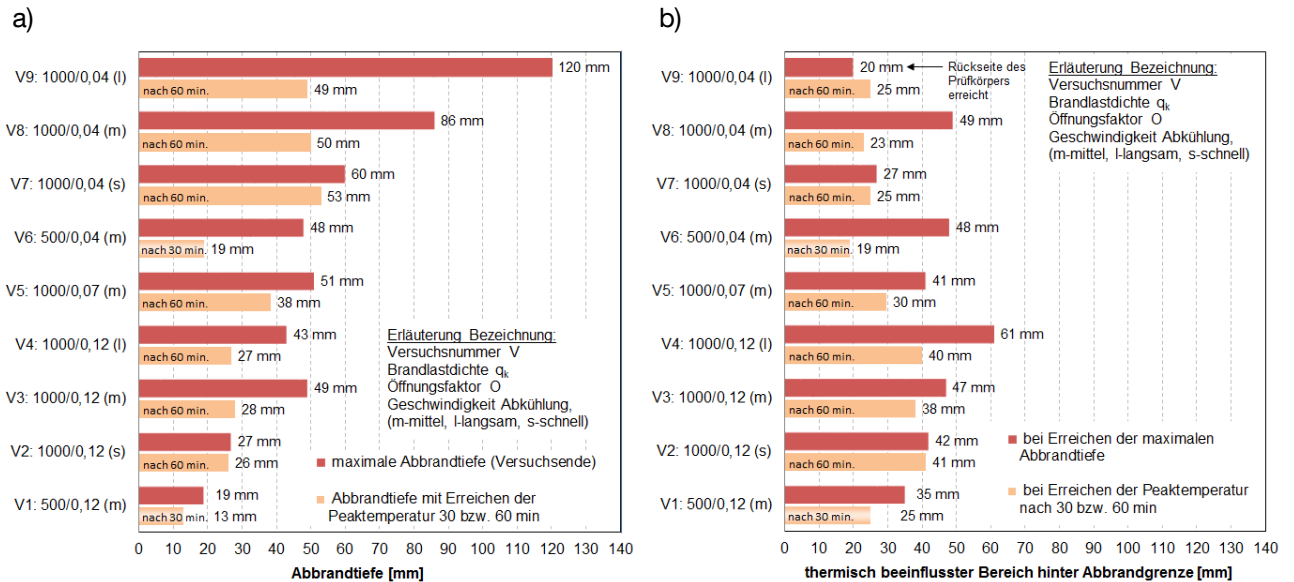 a)
V9: 1000/0,04 (l)
nach 60 min.
120 mm
49 mm
V8: 1000/0,04 (m)
nach 60 min.
86 mm
50 mm
V7: 1000/0,04 (s)
nach 60 min.
60 mm
53 mm
V6: 500/0,04 (m)
nach 30 min.
48 mm
19 mm
V5: 1000/0,07 (m)
nach 60 min.
51 mm
38 mm
V4: 1000/0,12 (l)
nach 60 min.
43 mm
27 mm
V3: 1000/0,12 (m)
nach 60 min.
49 mm
28 mm
V2: 1000/0,12 (s)
nach 60 min.
27 mm
26 mm
V1: 500/0,12 (m)
nach 30 min.
19 mm
13 mm
Erläuterung Bezeichnung:
Versuchsnummer V
Brandlastdichte qk
Öffnungsfaktor O
Geschwindigkeit Abkühlung,
(m-mittel, l-langsam, s-schnell)
maximale Abbrandtiefe (Versuchsende)
Abbrandtiefe mit Erreichen der
Peaktemperatur 30 bzw. 60 min
0 10 20 30 40 50 60 70 80 90 100 110 120 130 140
Abbrandtiefe [mm]
b)
V9: 1000/0,04 (l)
nach 60 min.
20 mm
25 mm
Rückseite des
Prüfkörpers
erreicht
V8: 1000/0,04 (m)
nach 60 min.
49 mm
23 mm
V7: 1000/0,04 (s)
nach 60 min.
27 mm
25 mm
V6: 500/0,04 (m)
nach 30 min.
48 mm
19 mm
V5: 1000/0,07 (m)
nach 60 min.
41 mm
30 mm
V4: 1000/0,12 (l)
nach 60 min.
61 mm
40 mm
V3: 1000/0,12 (m)
nach 60 min.
47 mm
38 mm
V2: 1000/0,12 (s)
nach 60 min.
42 mm
41 mm
V1: 500/0,12 (m)
nach 30 min.
35 mm
25 mm
Erläuterung Bezeichnung:
Versuchsnummer V
Brandlastdichte qk
Öffnungsfaktor O
Geschwindigkeit Abkühlung,
(m-mittel, l-langsam, s-schnell)
bei Erreichen der maximalen
Abbrandtiefe
bei Erreichen der Peaktemperatur
nach 30 bzw. 60 min
0 10 20 30 40 50 60 70 80 90 100 110 120 130 140
thermisch beeinflusster Bereich hinter Abbrandgrenze [mm]